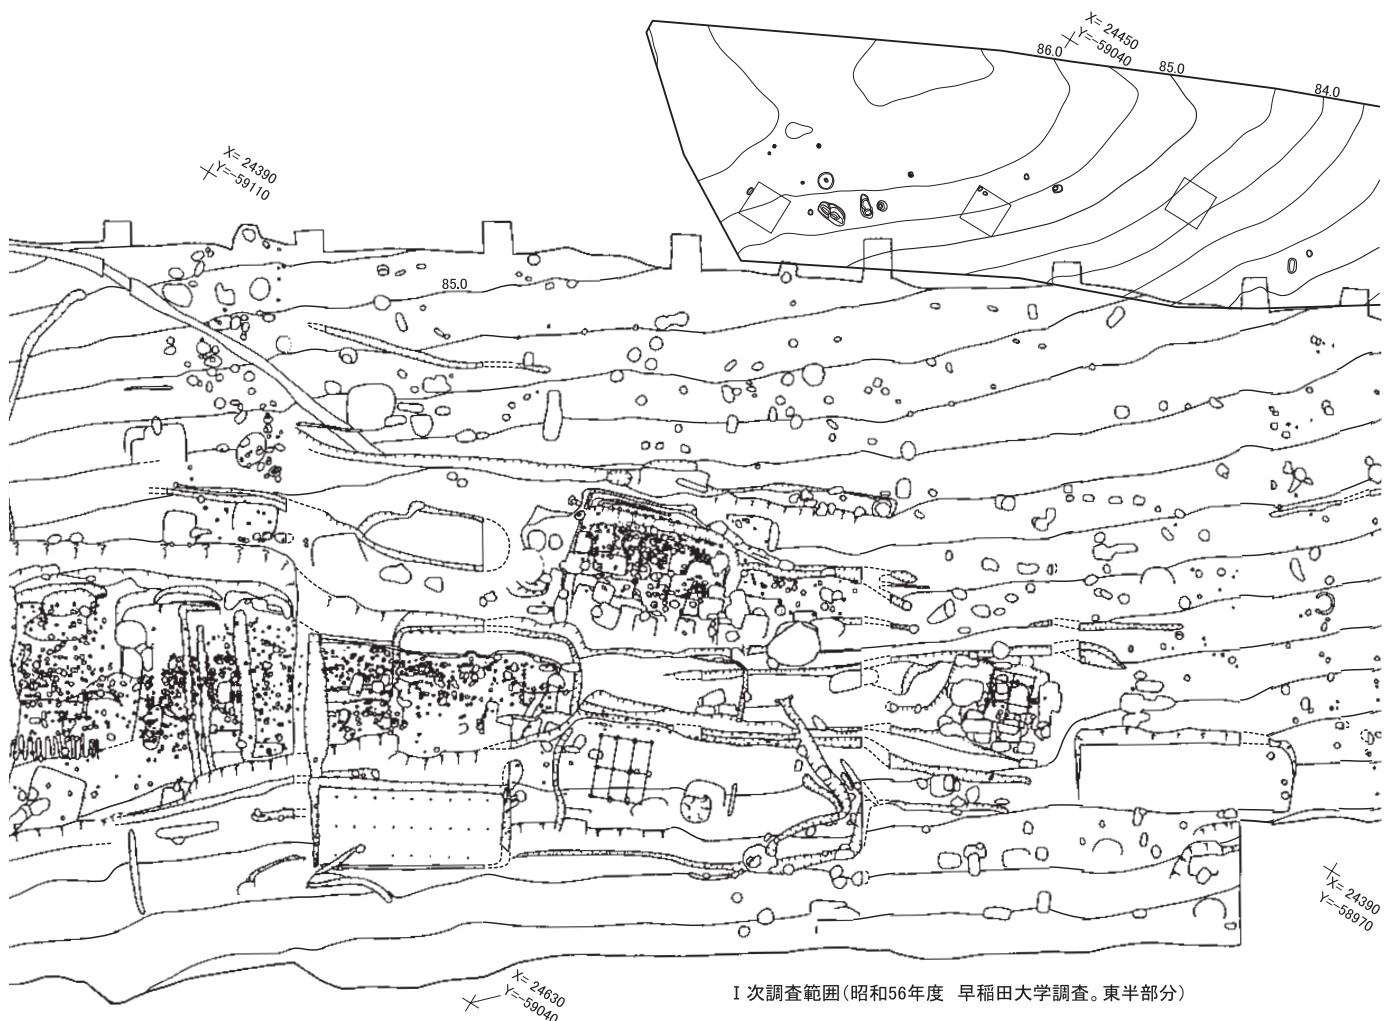 X= 24450
Y=-59040
86.0
85.0
84.0
X= 24390
Y=-59110
85.0
X= 24390
Y=-58970
X= 24630
Y=-59040
I 次調査範囲(昭和56年度 早稲田大学調査。東半部分)